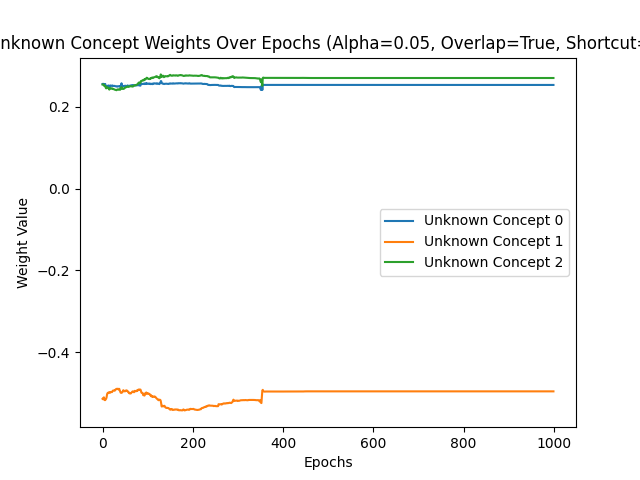 nknown Concept Weights Over Epochs (Alpha=0.05, Overlap=True, Shortcut=
0.2
0.0
−0.2
−0.4
Weight Value
Unknown Concept 0
Unknown Concept 1
Unknown Concept 2
0 200 400 600 800 1000
Epochs